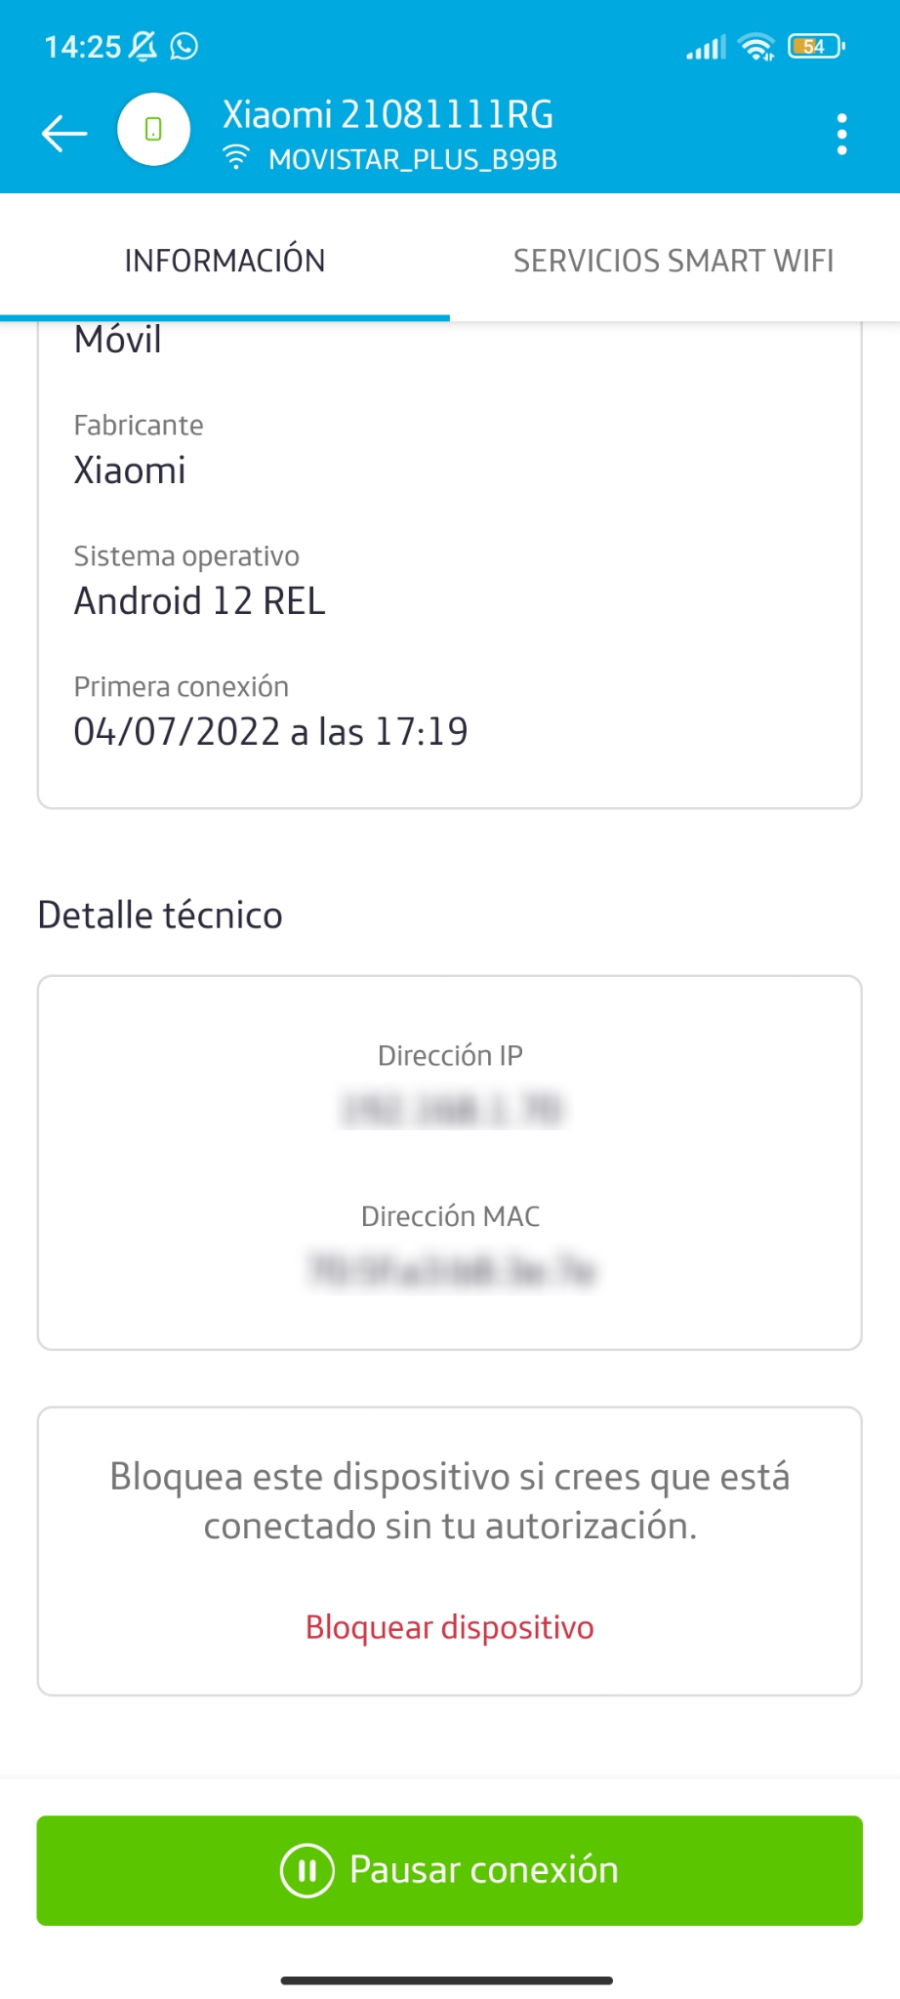 14:25
54
Xiaomi 21081111RG
MOVISTAR_PLUS_B99B
INFORMACIÓN
SERVICIOS SMART WIFI
Móvil
Fabricante
Xiaomi
Sistema operativo
Android 12 REL
Primera conexión
04/07/2022 a las 17:19
Detalle técnico
Dirección IP
Dirección MAC
Bloquea este dispositivo si crees que está
conectado sin tu autorización.
Bloquear dispositivo
Pausar conexión